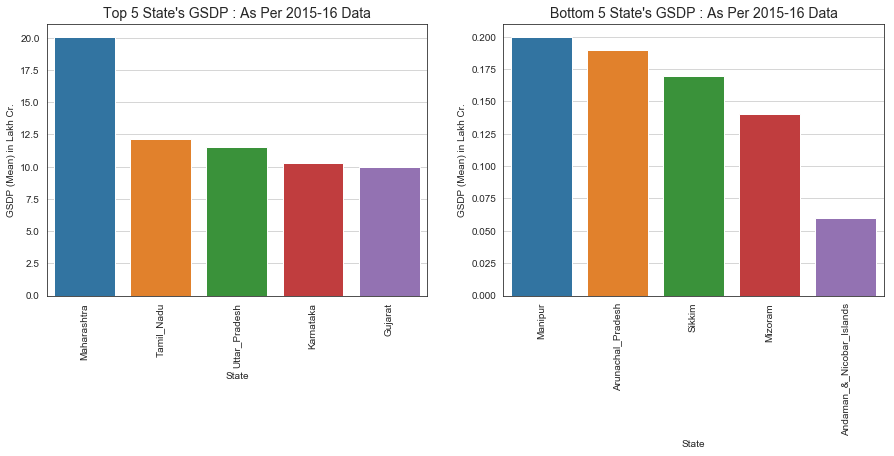 Top 5 State's GSDP : As Per 2015-16 Data
GSDP (Mean) in Lakh Cr.
20.0
17.5
15.0
12.5
10.0
7.5
5.0
2.5
0.0
Maharashtra
Tamil_Nadu
Uttar_Pradesh
Karnataka
Gujarat
State
Bottom 5 State's GSDP : As Per 2015-16 Data
GSDP (Mean) in Lakh Cr.
0.200
0.175
0.150
0.125
0.100
0.075
0.050
0.025
0.000
Manipur
Arunachal_Pradesh
Sikkim
Mizoram
Andaman_&_Nicobar_Islands
State